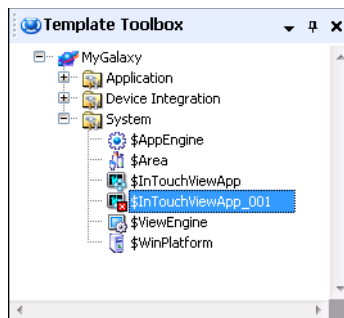 Template Toolbox
MyGalaxy
Application
Device Integration
System
$AppEngine
$Area
$InTouchViewApp
$InTouchViewApp_001
$ViewEngine
$WinPlatform